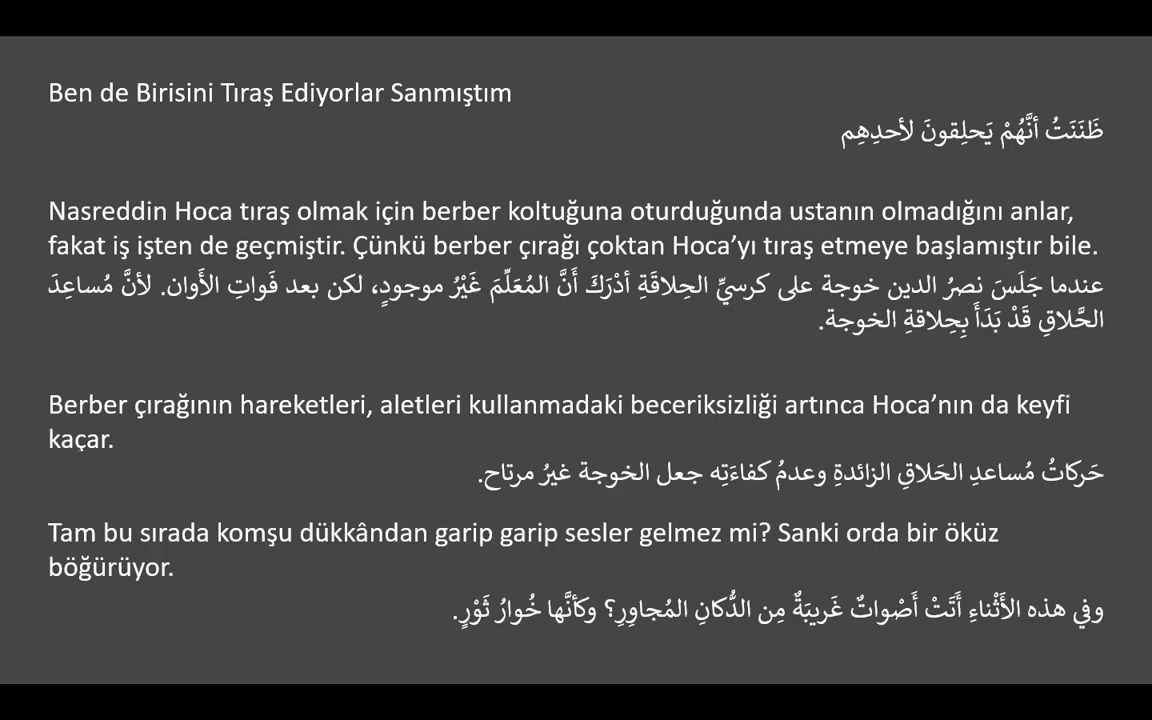 Ben de Birisini Tıraş Ediyorlar Sanmıştım
ظَنَنَتُ أنَّهُمْ يَحلِقونَ لأحدِهِم
Nasreddin Hoca tıraş olmak için berber koltuğuna oturduğunda ustanın olmadığını anlar,
fakat iş işten de geçmiştir. Çünkü berber çırağı çoktan Hoca’yı tıraş etmeye başlamıştır bile.
عندما جَلَسَ نصرُ الدين خوجة على كرسيِّ الحِلاقَةِ أدْرَكَ أَنَّ المُعَلِّمَ غَيْرُ موجودٍ، لكن بعد فَواتِ الأَوان. لأنَّ مُساعِدَ
الحَّلاقِ قَدْ بَدَأَ بِحِلاقةِ الخوجة.
Berber çırağının hareketleri, aletleri kullanmadaki beceriksizliği artınca Hoca’nın da keyfi
kaçar.
حَركاتُ مُساعدِ الحَلاقِ الزائدةِ وعدمُ كفاءَتِه جعل الخوجة غيرُ مرتاح.
Tam bu sırada komşu dükkândan garip garip sesler gelmez mi? Sanki orda bir öküz
böğürüyor.
وفي هذه الأَثْناءِ أَتَتْ أَصْواتٌ غَريبَةٌ مِن الدُّكانِ المُجاوِرِ؟ وكأنَّها خُوارُ ثَوْرٍ.